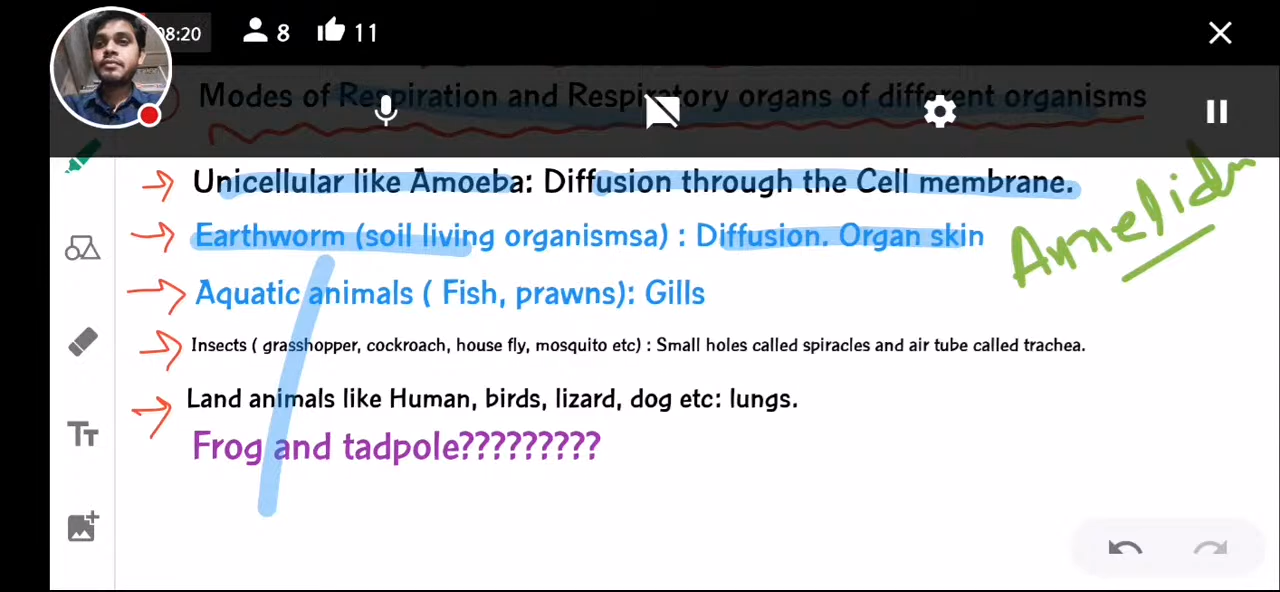 08:20 8 11
Modes of Respiration and Respiratory organs of different organisms
Unicellular like Amoeba: Diffusion through the Cell membrane.
Earthworm (soil living organismsa) : Diffusion. Organ skin
Annelida
Aquatic animals ( Fish, prawns): Gills
Insects ( grasshopper, cockroach, house fly, mosquito etc) : Small holes called spiracles and air tube called trachea.
Land animals like Human, birds, lizard, dog etc: lungs.
Frog and tadpole?????????
TT